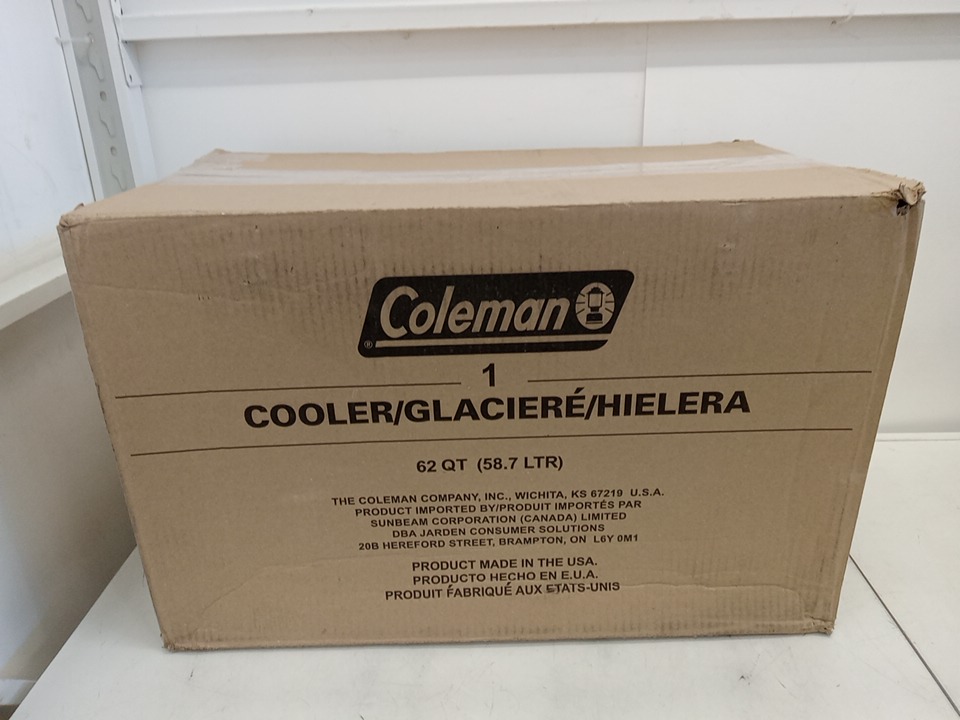 Coleman
®
1
COOLER/GLACIERÉ/HIELERA
62 QT (58.7 LTR)
THE COLEMAN COMPANY, INC., WICHITA, KS 67219 U.S.A.
PRODUCT IMPORTED BY/PRODUIT IMPORTÉS PAR
SUNBEAM CORPORATION (CANADA) LIMITED
DBA JARDEN CONSUMER SOLUTIONS
20B HEREFORD STREET, BRAMPTON, ON L6Y 0M1
PRODUCT MADE IN THE USA.
PRODUCTO HECHO EN E.U.A.
PRODUIT FABRIQUÉ AUX ETATS-UNIS